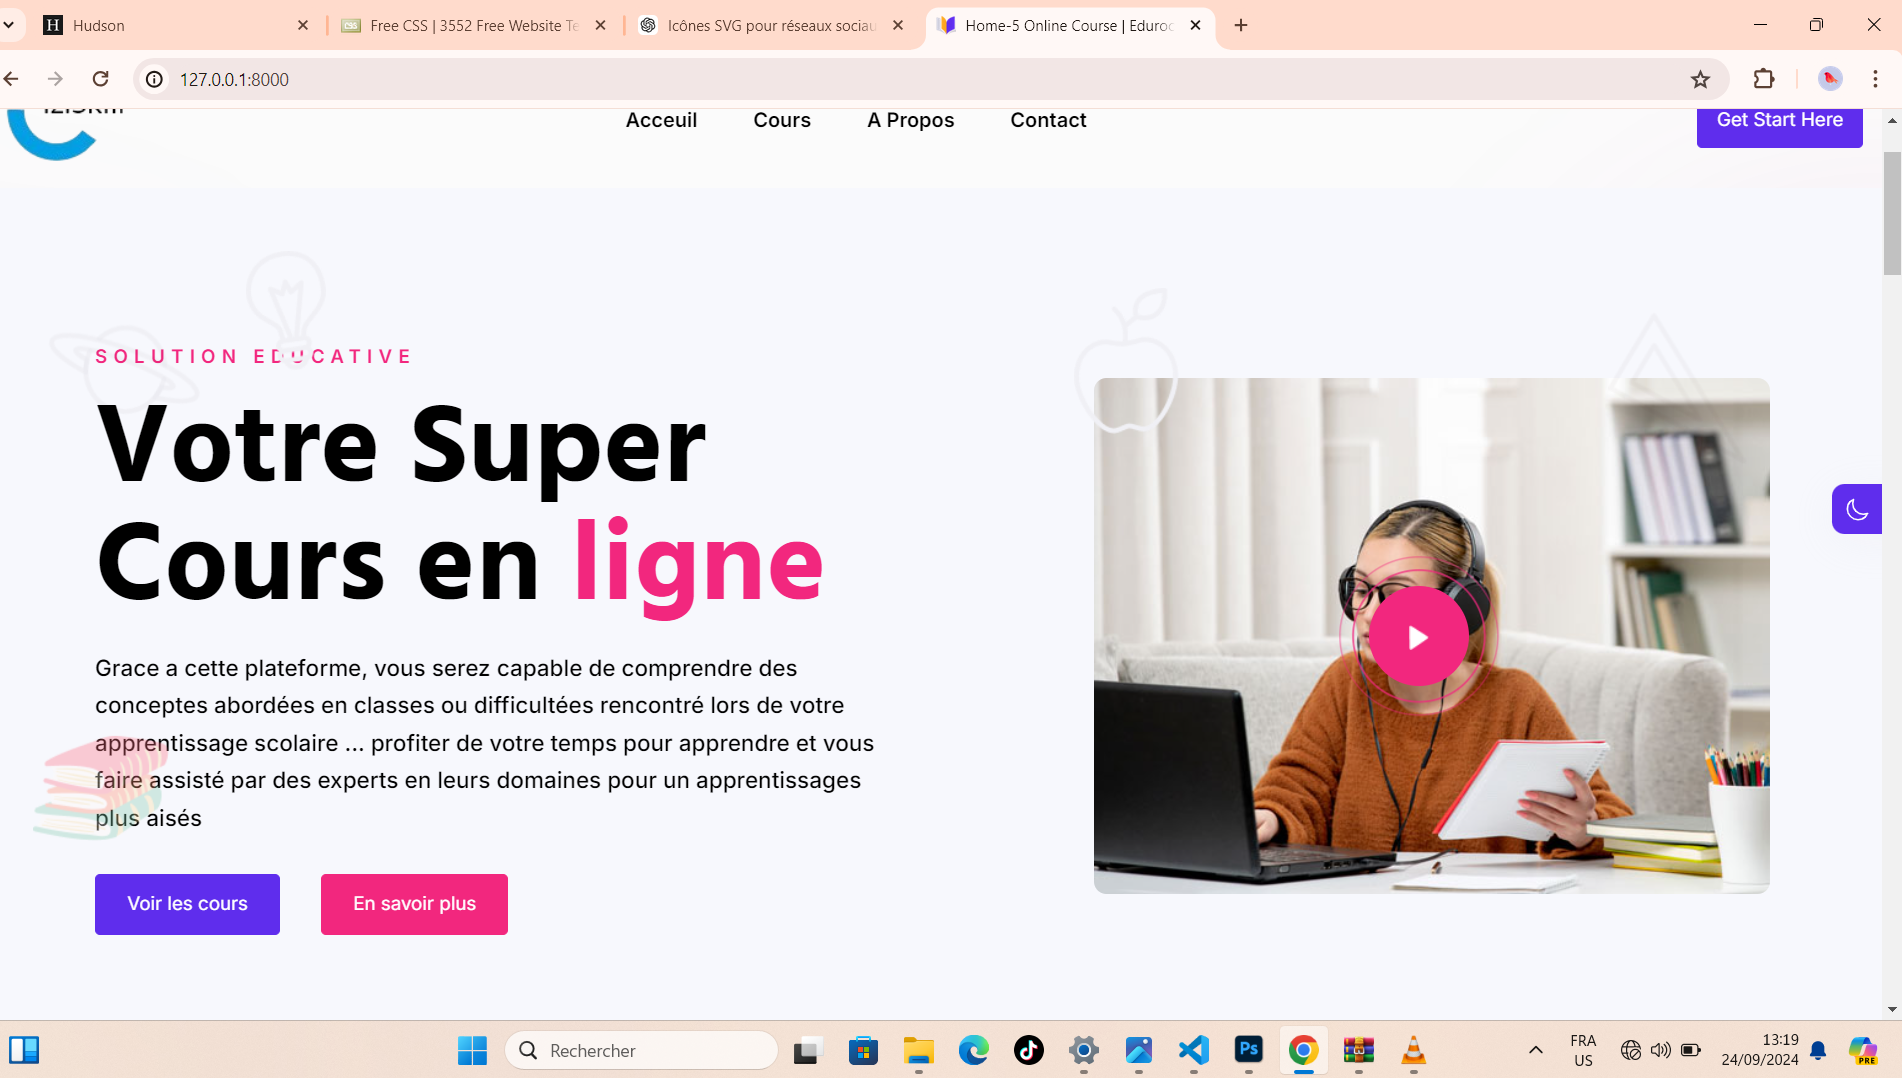 Hudson
Free CSS | 3552 Free Website Te
Icônes SVG pour réseaux sociau
Home-5 Online Course | Eduroc
127.0.0.1:8000
Acceuil
Cours
A Propos
Contact
Get Start Here
SOLUTION EDUCATIVE
Votre Super
Cours en ligne
Grace a cette plateforme, vous serez capable de comprendre des
conceptes abordées en classes ou difficultées rencontré lors de votre
apprentissage scolaire ... profiter de votre temps pour apprendre et vous
faire assisté par des experts en leurs domaines pour un apprentissages
plus aisés
Voir les cours
En savoir plus
Rechercher
Ps
FRA
US
13:19
24/09/2024
PRE